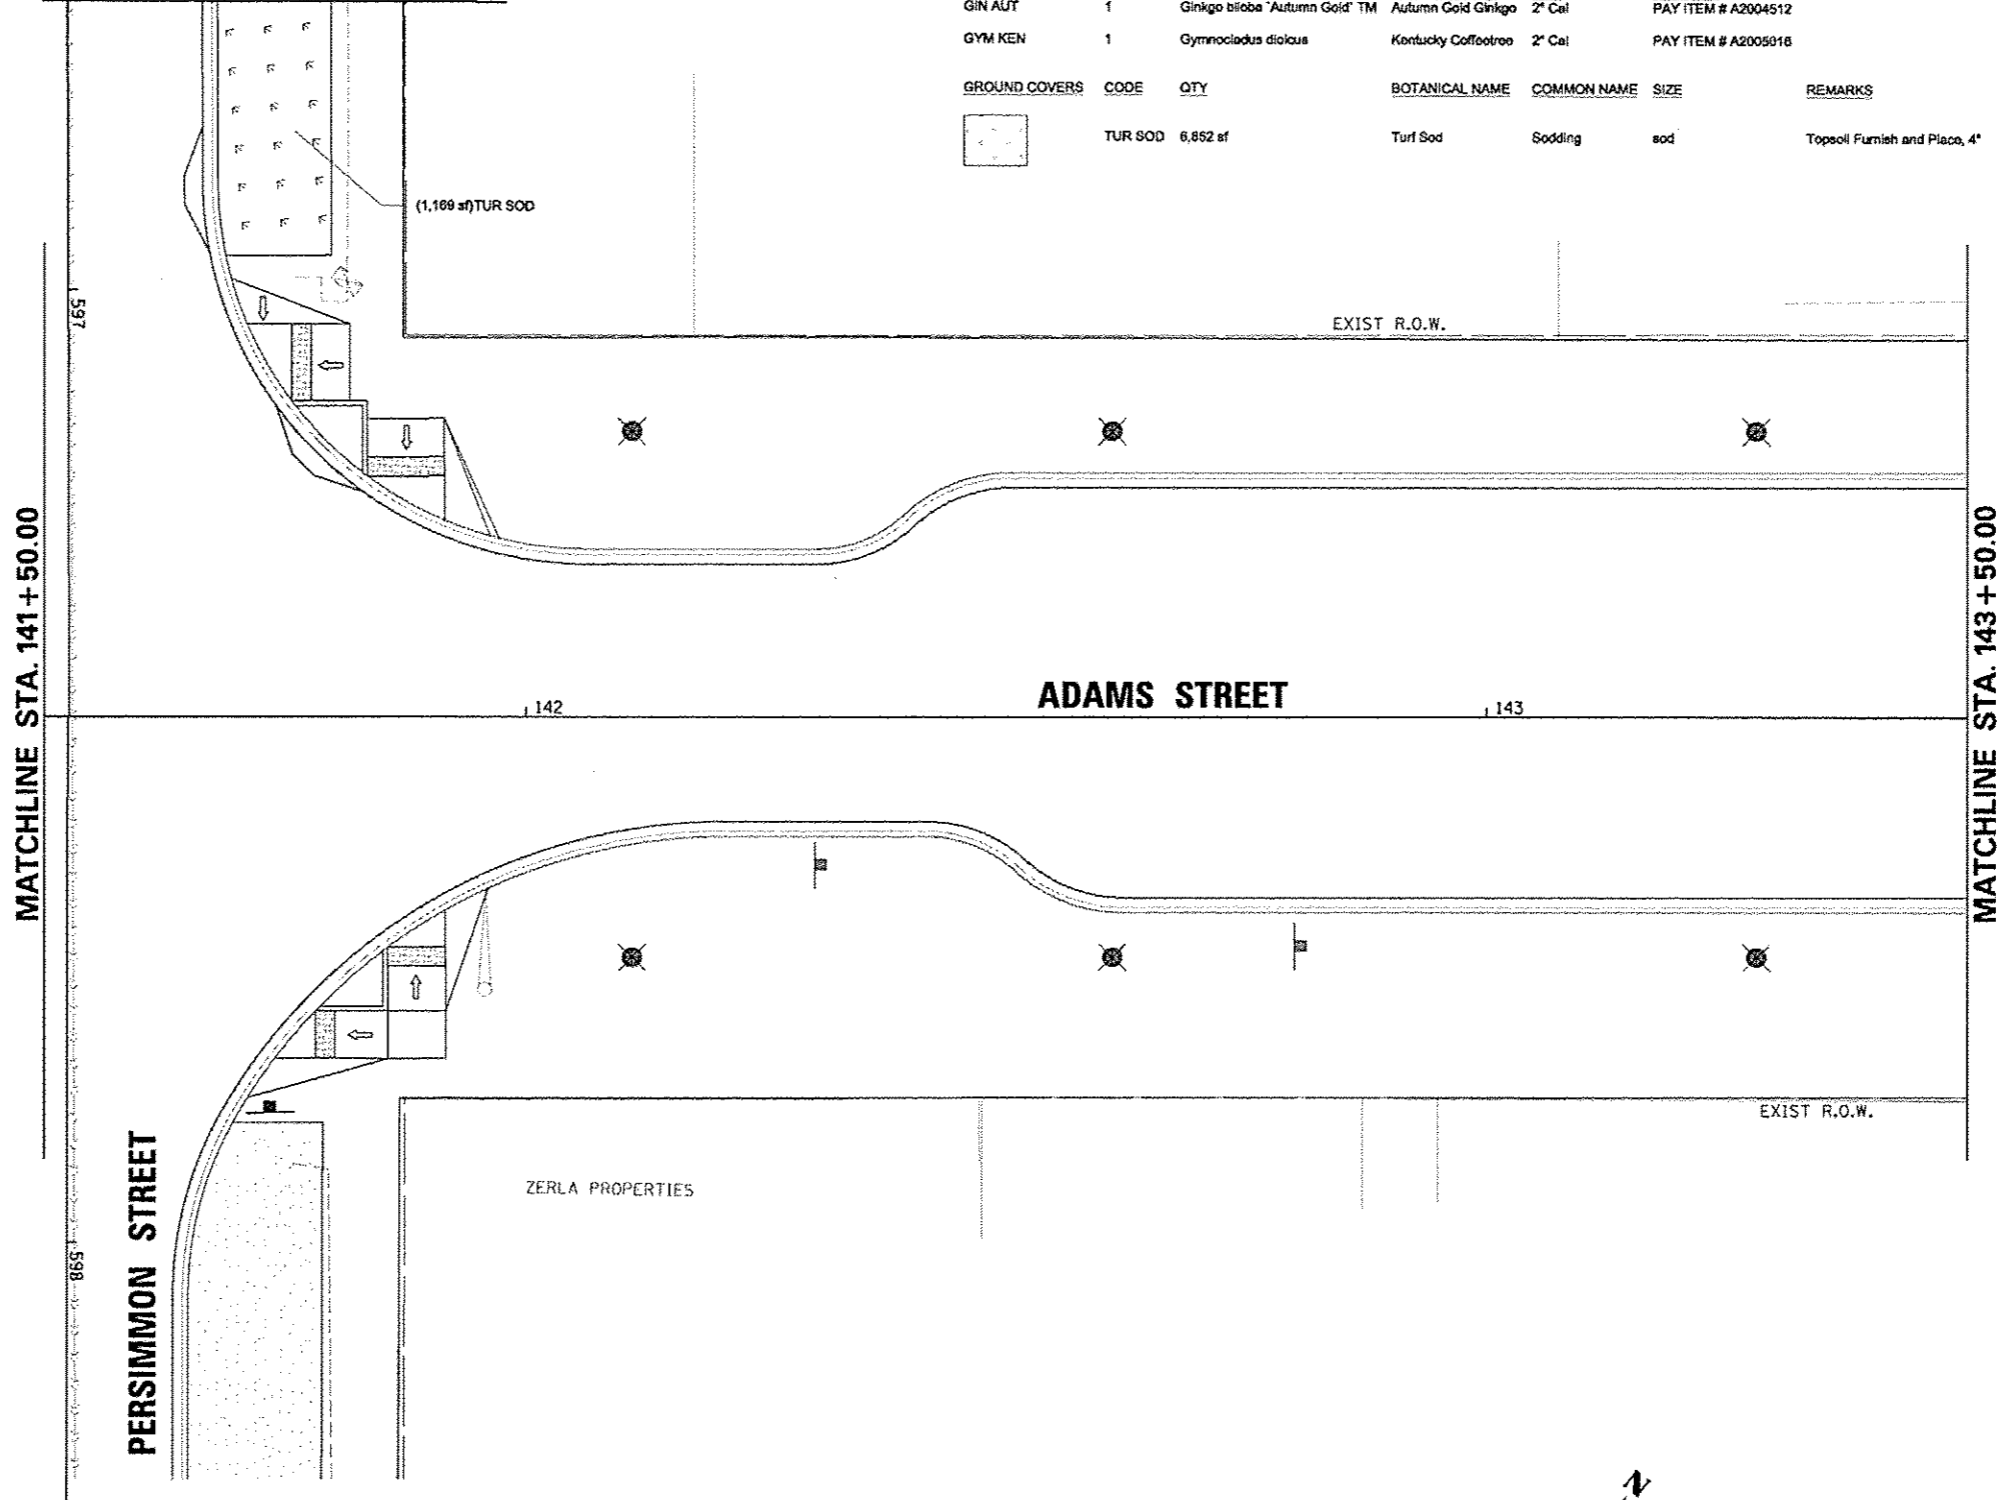 GIN AUT 1 Ginkgo biloba 'Autumn Gold' TM Autumn Gold Ginkgo 2" Cal PAY ITEM # A2004512
GYM KEN 1 Gymnocladus dioicus Kentucky Coffeetree 2" Cal PAY ITEM # A2005016
GROUND COVERS CODE QTY BOTANICAL NAME COMMON NAME SIZE REMARKS
TUR SOD 6,852 sf Turf Sod Sodding sod Topsoil Furnish and Place, 4"
(1,169 sf)TUR SOD
597
EXIST R.O.W.
MATCHLINE STA. 141+50.00
MATCHLINE STA. 143+50.00
ADAMS STREET
142
143
EXIST R.O.W.
ZERLA PROPERTIES
PERSIMMON STREET
598
N